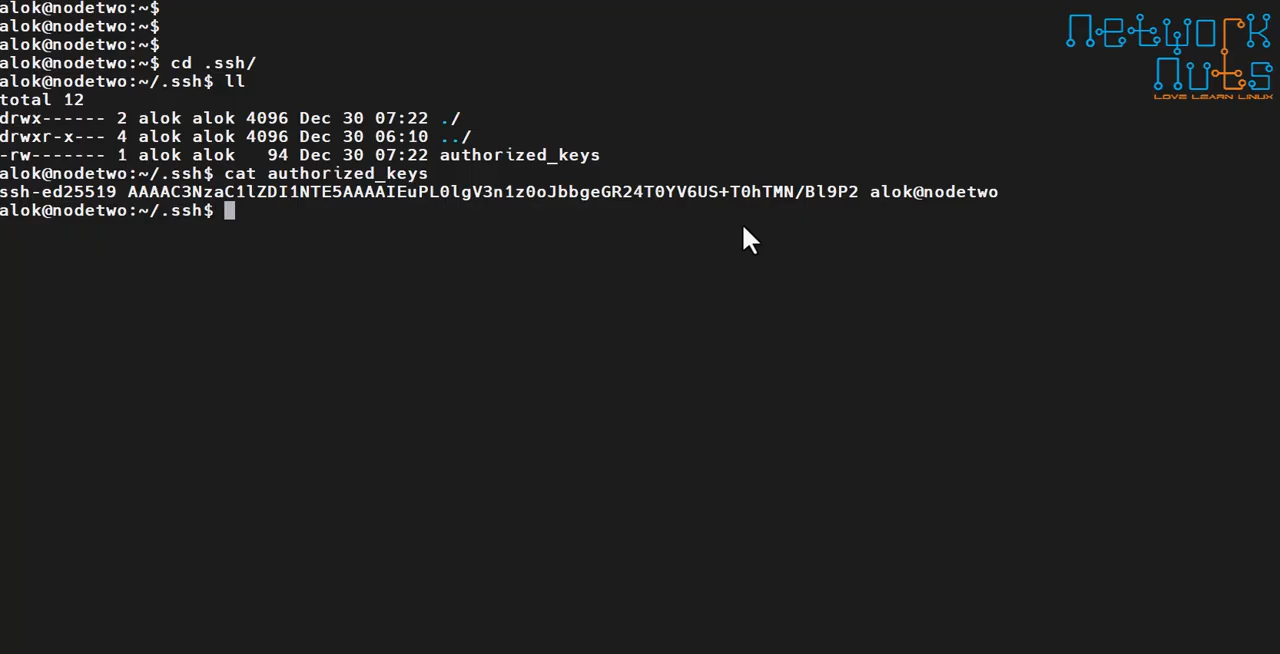 alok@nodetwo:~$
alok@nodetwo:~$
alok@nodetwo:~$
alok@nodetwo:~$ cd .ssh/
alok@nodetwo:~/.ssh$ ll
total 12
drwx------ 2 alok alok 4096 Dec 30 07:22 ./
drwxr-x--- 4 alok alok 4096 Dec 30 06:10 ../
-rw------- 1 alok alok   94 Dec 30 07:22 authorized_keys
alok@nodetwo:~/.ssh$ cat authorized_keys
ssh-ed25519 AAAAC3NzaC1lZDI1NTE5AAAAIEuPL0lgV3n1z0oJbbgeGR24T0YV6US+T0hTMN/Bl9P2 alok@nodetwo
alok@nodetwo:~/.ssh$
Network
Nuts
LOVE LEARN LINUX